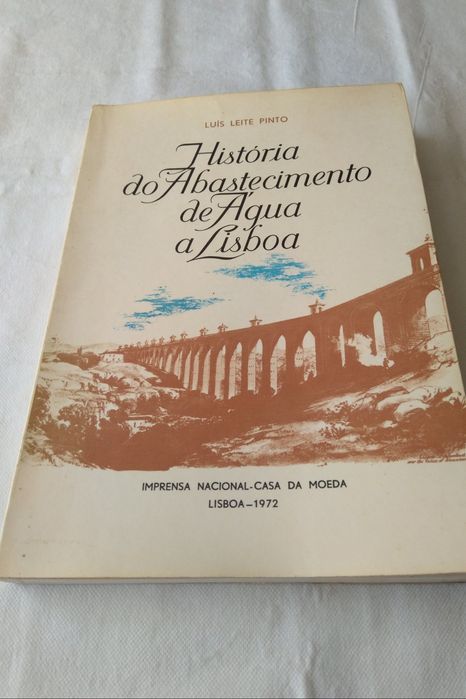 LUÍS LEITE PINTO
História
do Abastecimento
de Água
a Lisboa
IMPRENSA NACIONAL-CASA DA MOEDA
LISBOA-1972